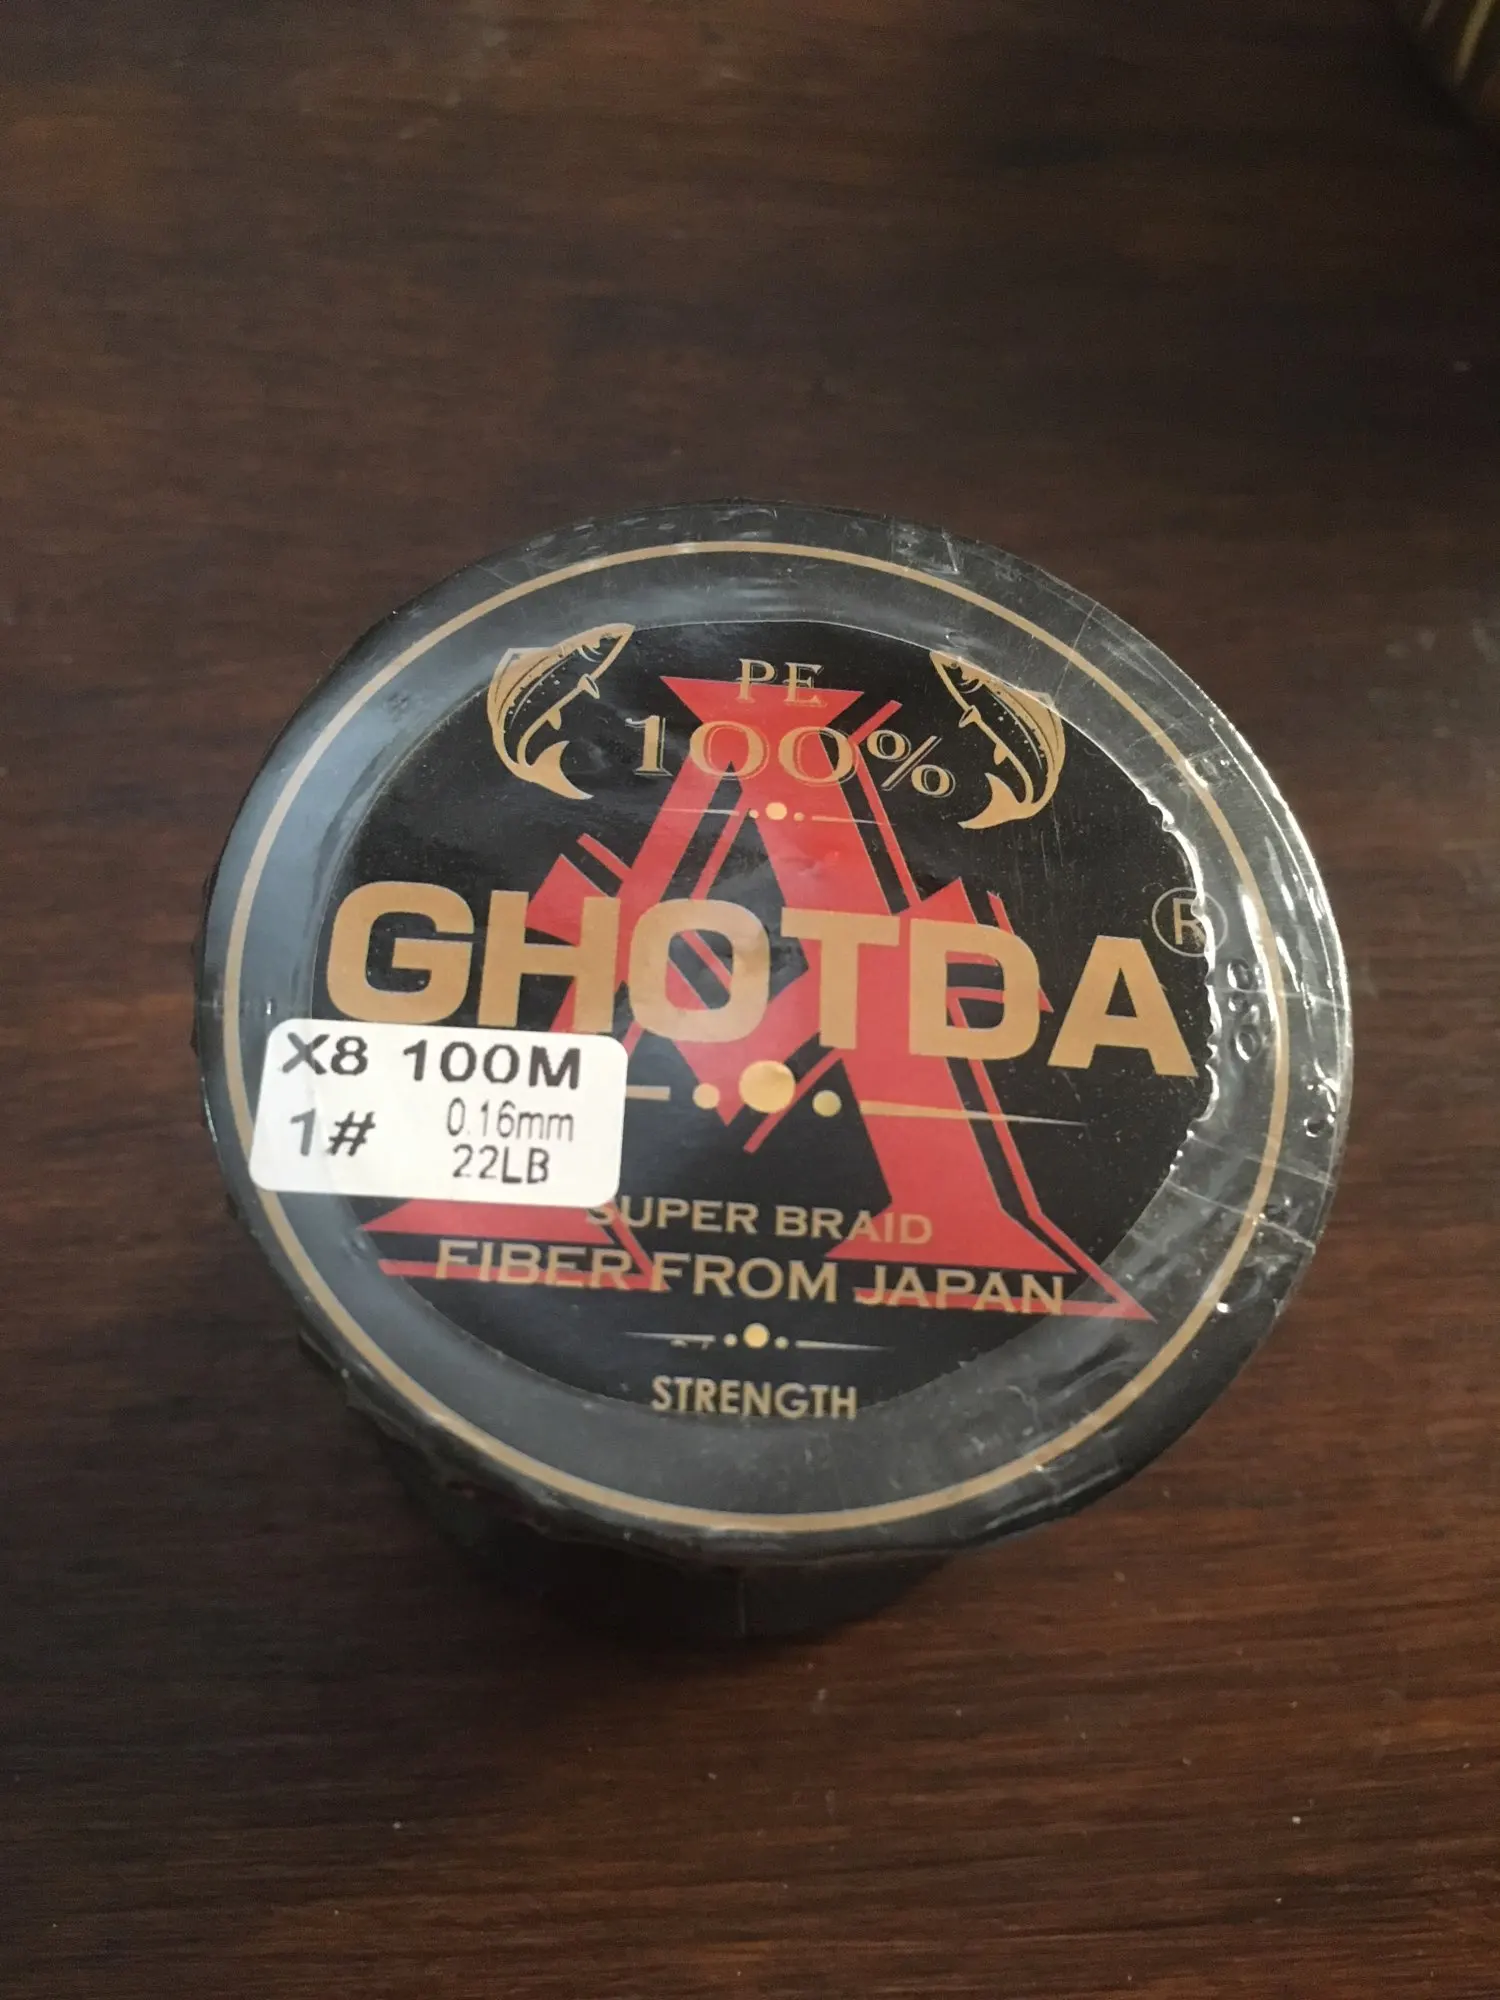 PE
100%
GHOTDA®
X8 100M
1# 0.16mm
22LB
SUPER BRAID
FIBER FROM JAPAN
STRENGTH